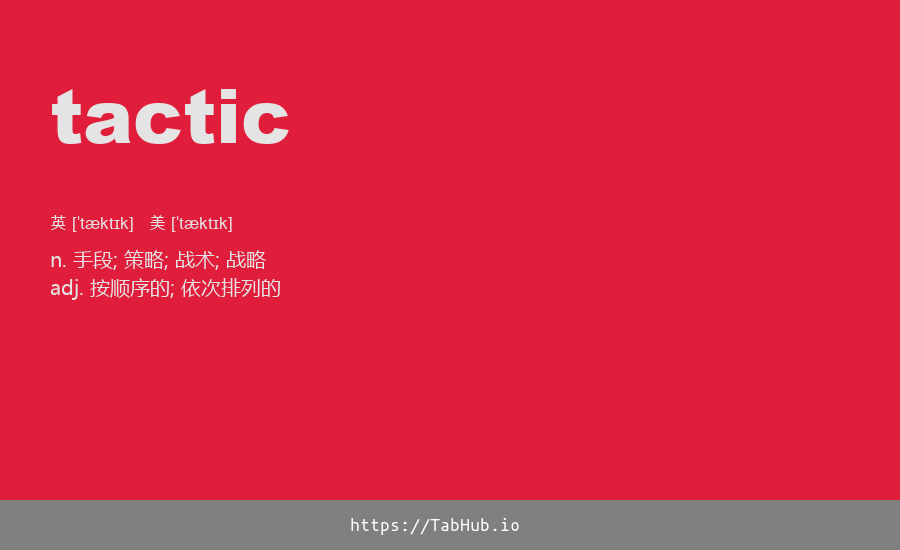 tactic
英 [ˈtæktɪk] 美 [ˈtæktɪk]
n. 手段; 策略; 战术; 战略
adj. 按顺序的; 依次排列的
https://TabHub.io